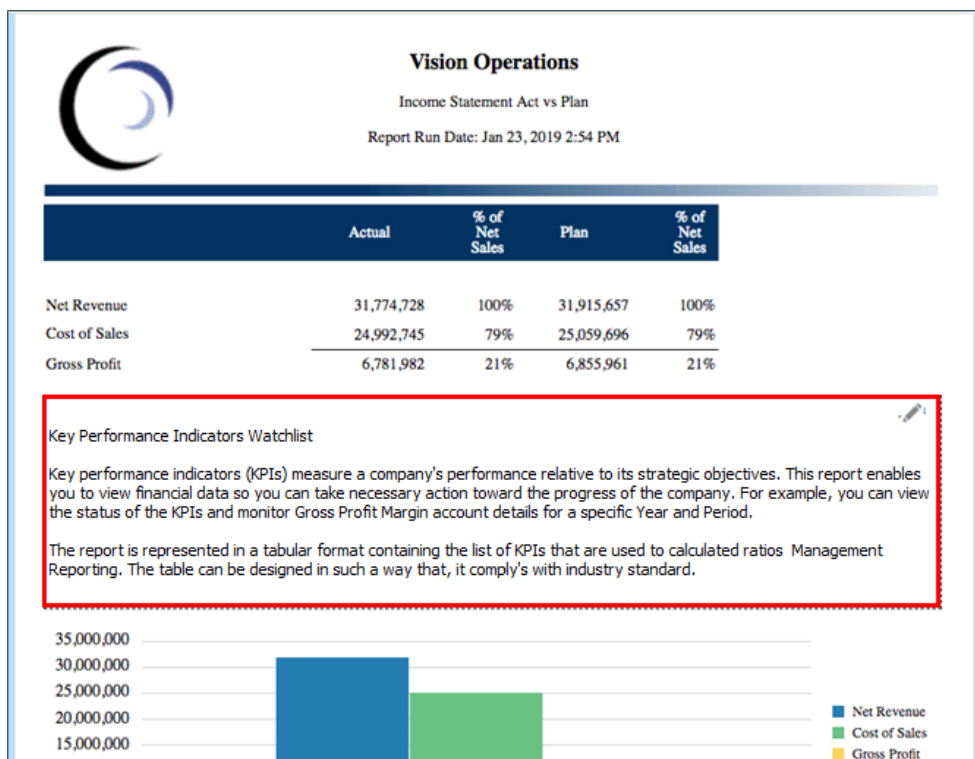 Vision Operations
Income Statement Act vs Plan
Report Run Date: Jan 23, 2019 2:54 PM
Actual % of Net Sales Plan % of Net Sales
Net Revenue 31,774,728 100% 31,915,657 100%
Cost of Sales 24,992,745 79% 25,059,696 79%
Gross Profit 6,781,982 21% 6,855,961 21%
Key Performance Indicators Watchlist
Key performance indicators (KPIs) measure a company's performance relative to its strategic objectives. This report enables
you to view financial data so you can take necessary action toward the progress of the company. For example, you can view
the status of the KPIs and monitor Gross Profit Margin account details for a specific Year and Period.
The report is represented in a tabular format containing the list of KPIs that are used to calculated ratios  Management
Reporting. The table can be designed in such a way that, it comply's with industry standard.
35,000,000
30,000,000
25,000,000
20,000,000
15,000,000
Net Revenue
Cost of Sales
Gross Profit